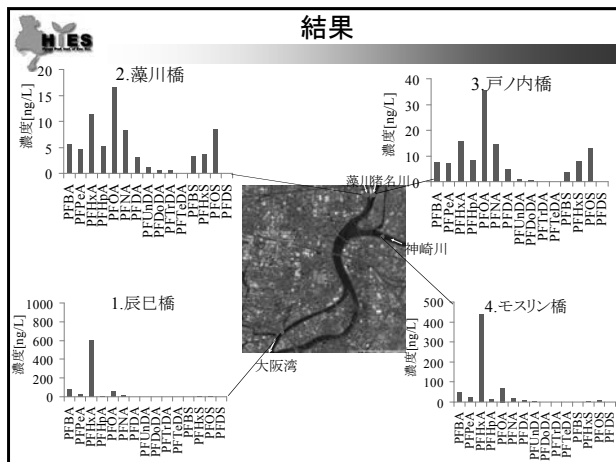 HIES
結果
2.藻川橋
濃度[ng/L]
20
15
10
5
0
PFBA
PFPeA
PFHxA
PFHpA
PFOA
PFNA
PFDA
PFUnDA
PFDoDA
PFTrDA
PFTeDA
PFBS
PFHxS
PFOS
PFDS
3.戸ノ内橋
濃度[ng/L]
40
30
20
10
0
PFBA
PFPeA
PFHxA
PFHpA
PFOA
PFNA
PFDA
PFUnDA
PFDoDA
PFTrDA
PFTeDA
PFBS
PFHxS
PFOS
PFDS
藻川
猪名川
神崎川
大阪湾
1.辰巳橋
濃度[ng/L]
1000
800
600
400
200
0
PFBA
PFPeA
PFHxA
PFHpA
PFOA
PFNA
PFDA
PFUnDA
PFDoDA
PFTrDA
PFTeDA
PFBS
PFHxS
PFOS
PFDS
4.モスリン橋
濃度[ng/L]
500
400
300
200
100
0
PFBA
PFPeA
PFHxA
PFHpA
PFOA
PFNA
PFDA
PFUnDA
PFDoDA
PFTrDA
PFTeDA
PFBS
PFHxS
PFOS
PFDS